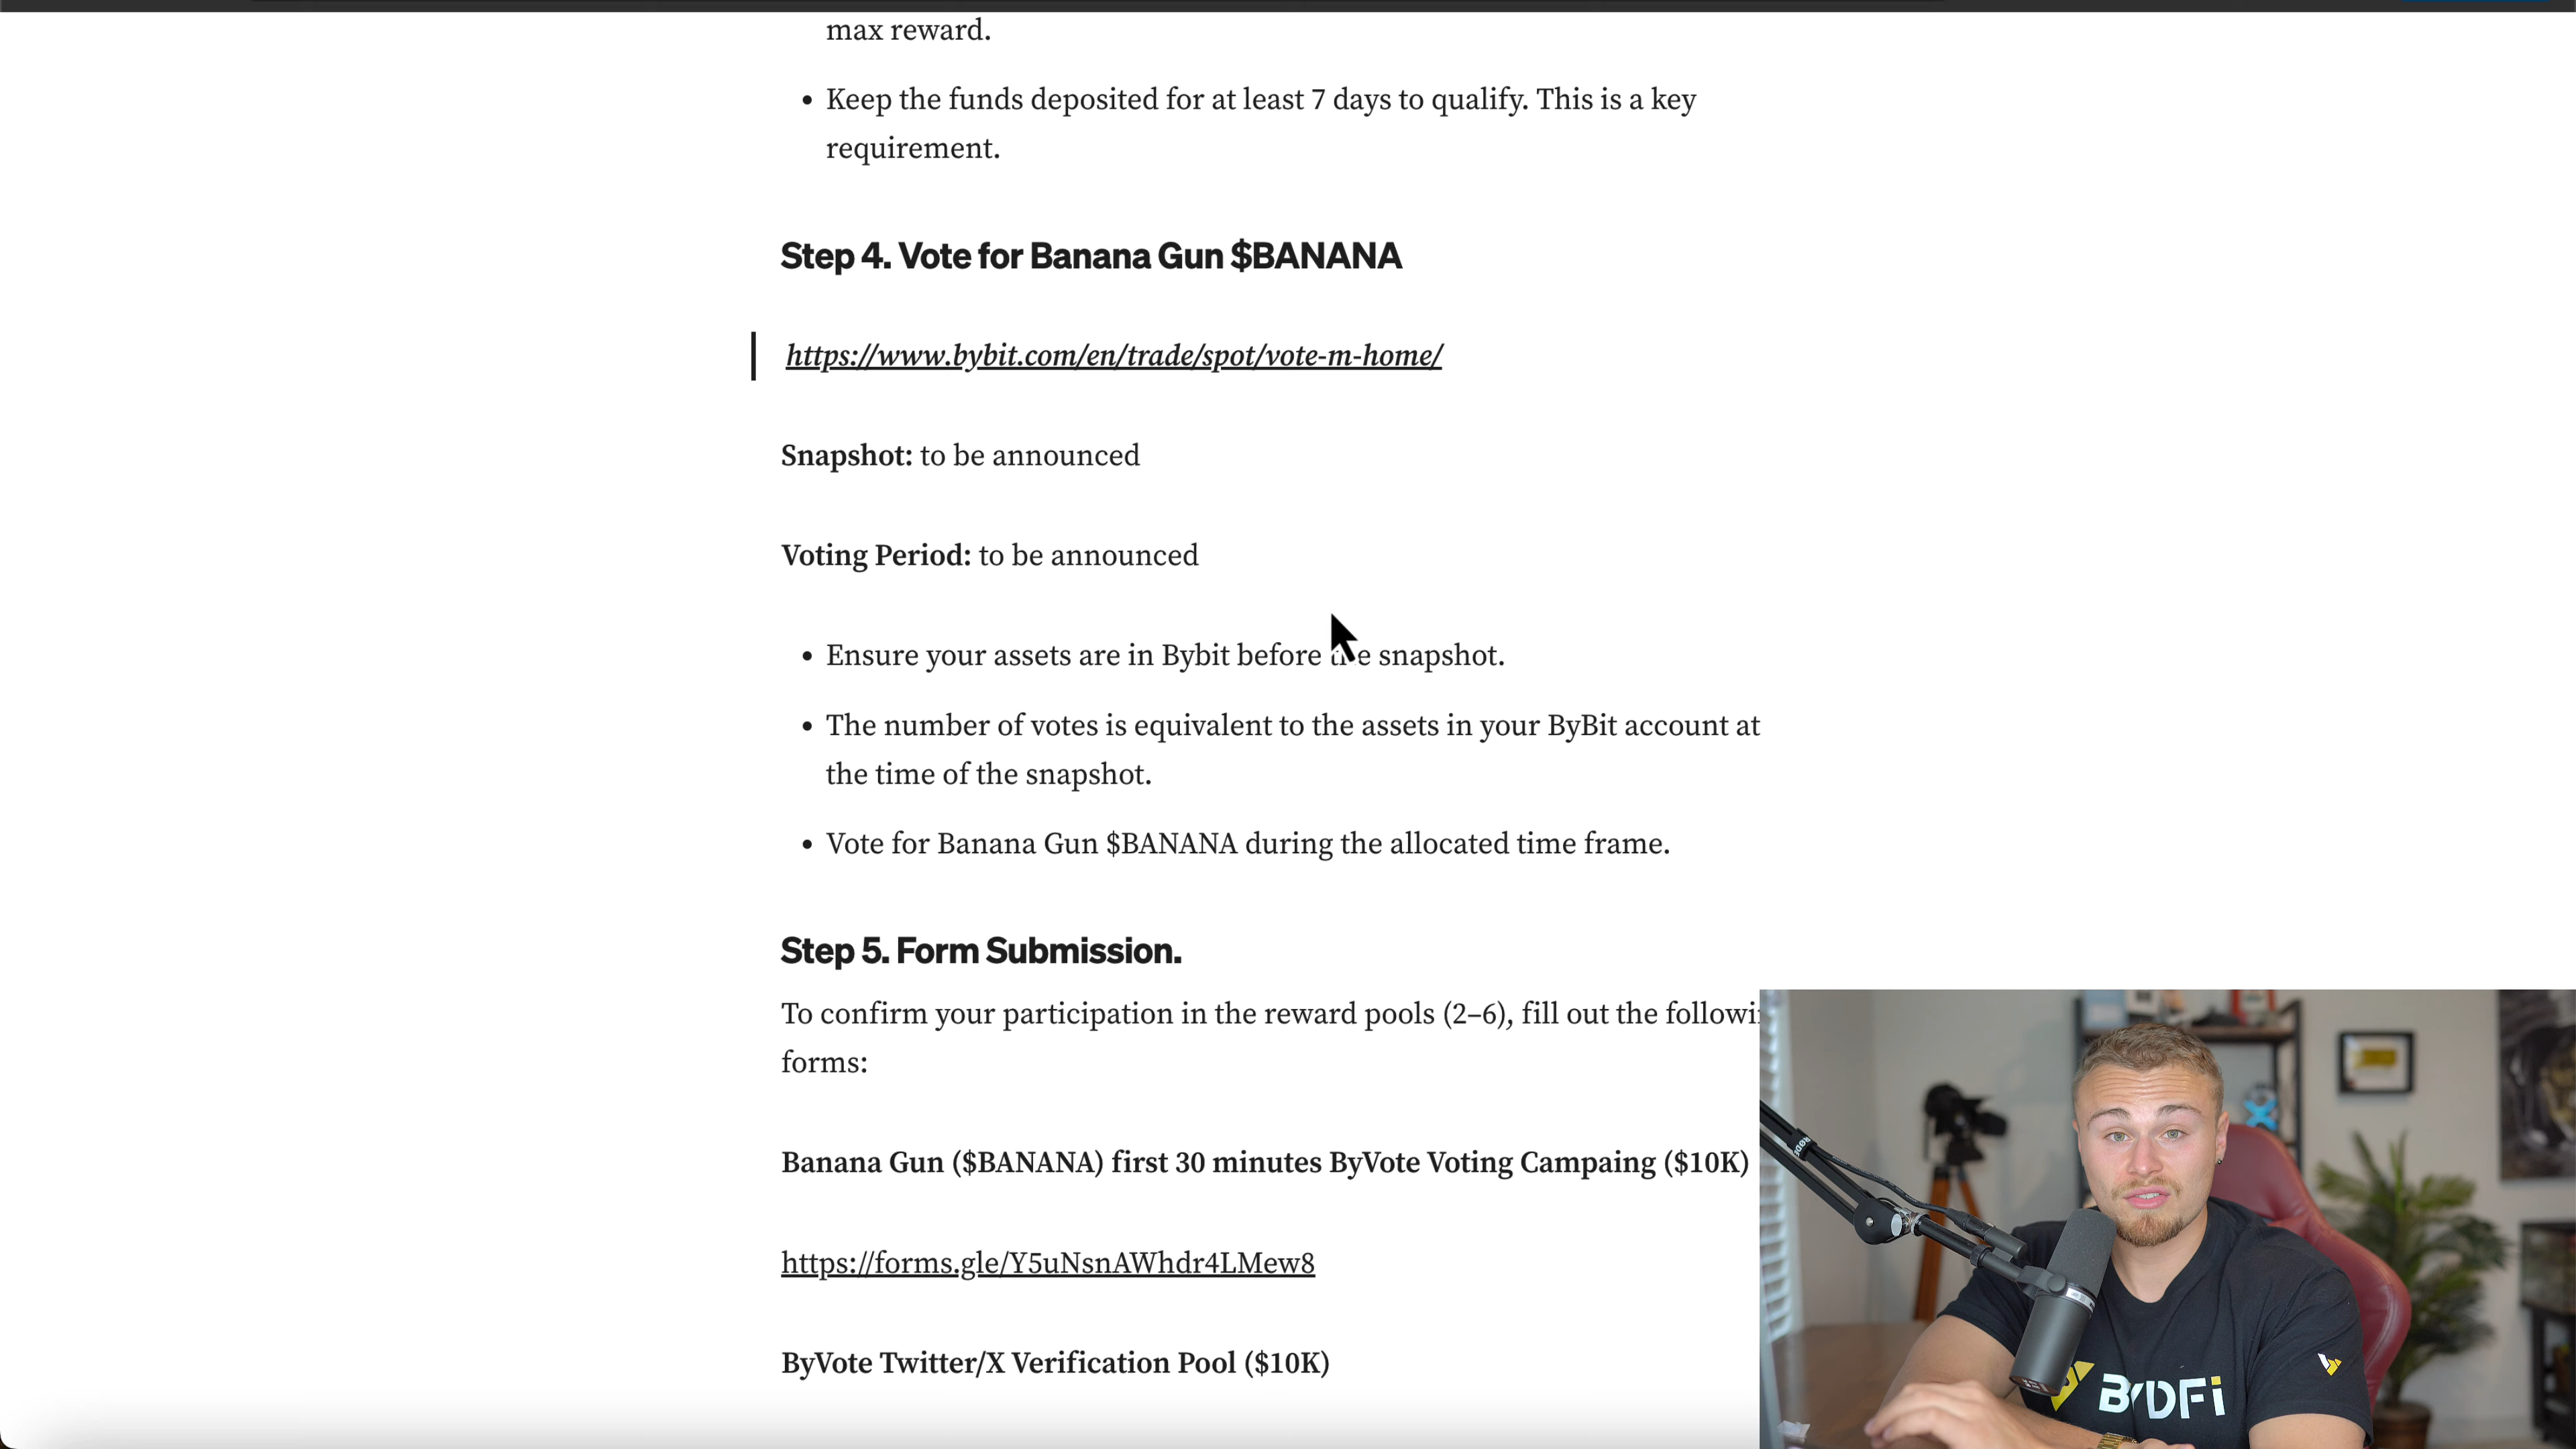 max reward.
• Keep the funds deposited for at least 7 days to qualify. This is a key
requirement.
Step 4. Vote for Banana Gun $BANANA
https://www.bybit.com/en/trade/spot/vote-m-home/
Snapshot: to be announced
Voting Period: to be announced
• Ensure your assets are in Bybit before the snapshot.
• The number of votes is equivalent to the assets in your ByBit account at
the time of the snapshot.
• Vote for Banana Gun $BANANA during the allocated time frame.
Step 5. Form Submission.
To confirm your participation in the reward pools (2–6), fill out the
forms:
Banana Gun ($BANANA) first 30 minutes ByVote Voting Campaing ($10K)
https://forms.gle/Y5uNsnAWhdr4LMew8
ByVote Twitter/X Verification Pool ($10K)
RØDE
BYDFi